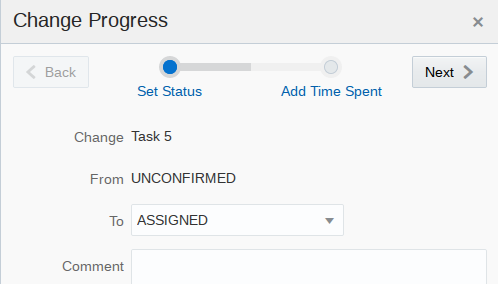 Change Progress ×
Back Next
Set Status Add Time Spent
Change Task 5
From UNCONFIRMED
To ASSIGNED
Comment